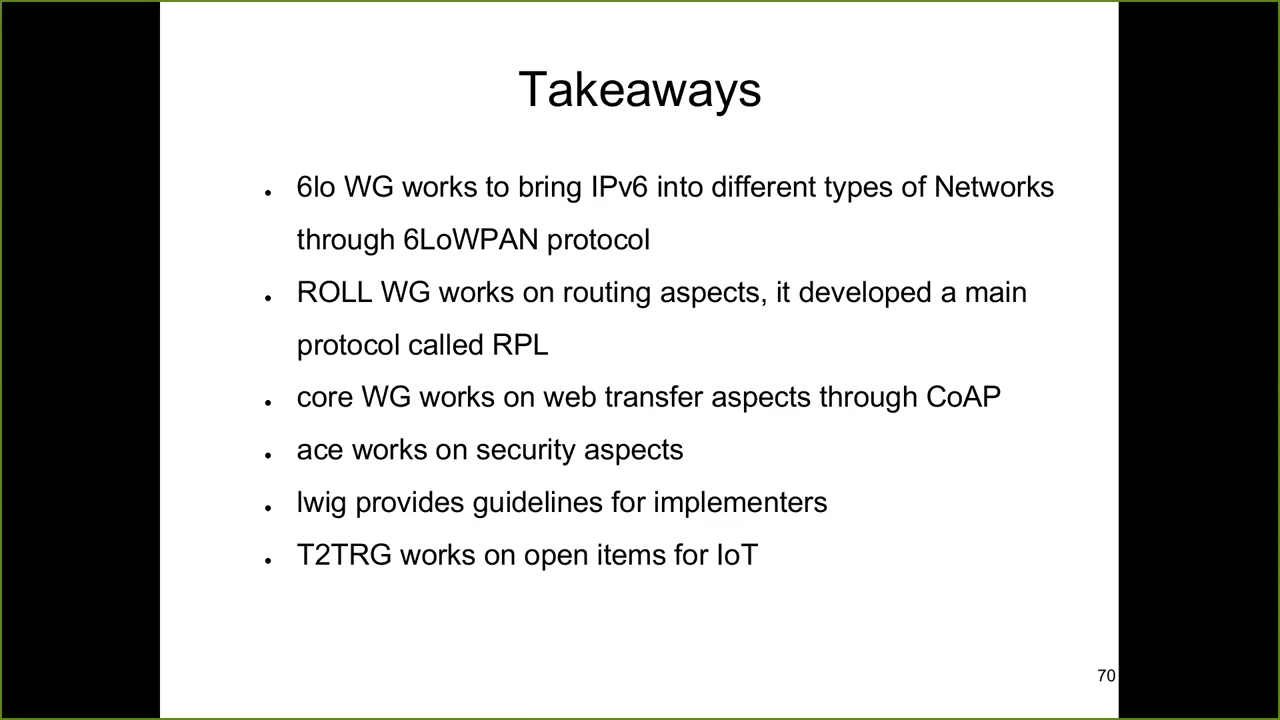 Takeaways
● 6lo WG works to bring IPv6 into different types of Networks
through 6LoWPAN protocol
● ROLL WG works on routing aspects, it developed a main
protocol called RPL
● core WG works on web transfer aspects through CoAP
● ace works on security aspects
● lwig provides guidelines for implementers
● T2TRG works on open items for IoT
70